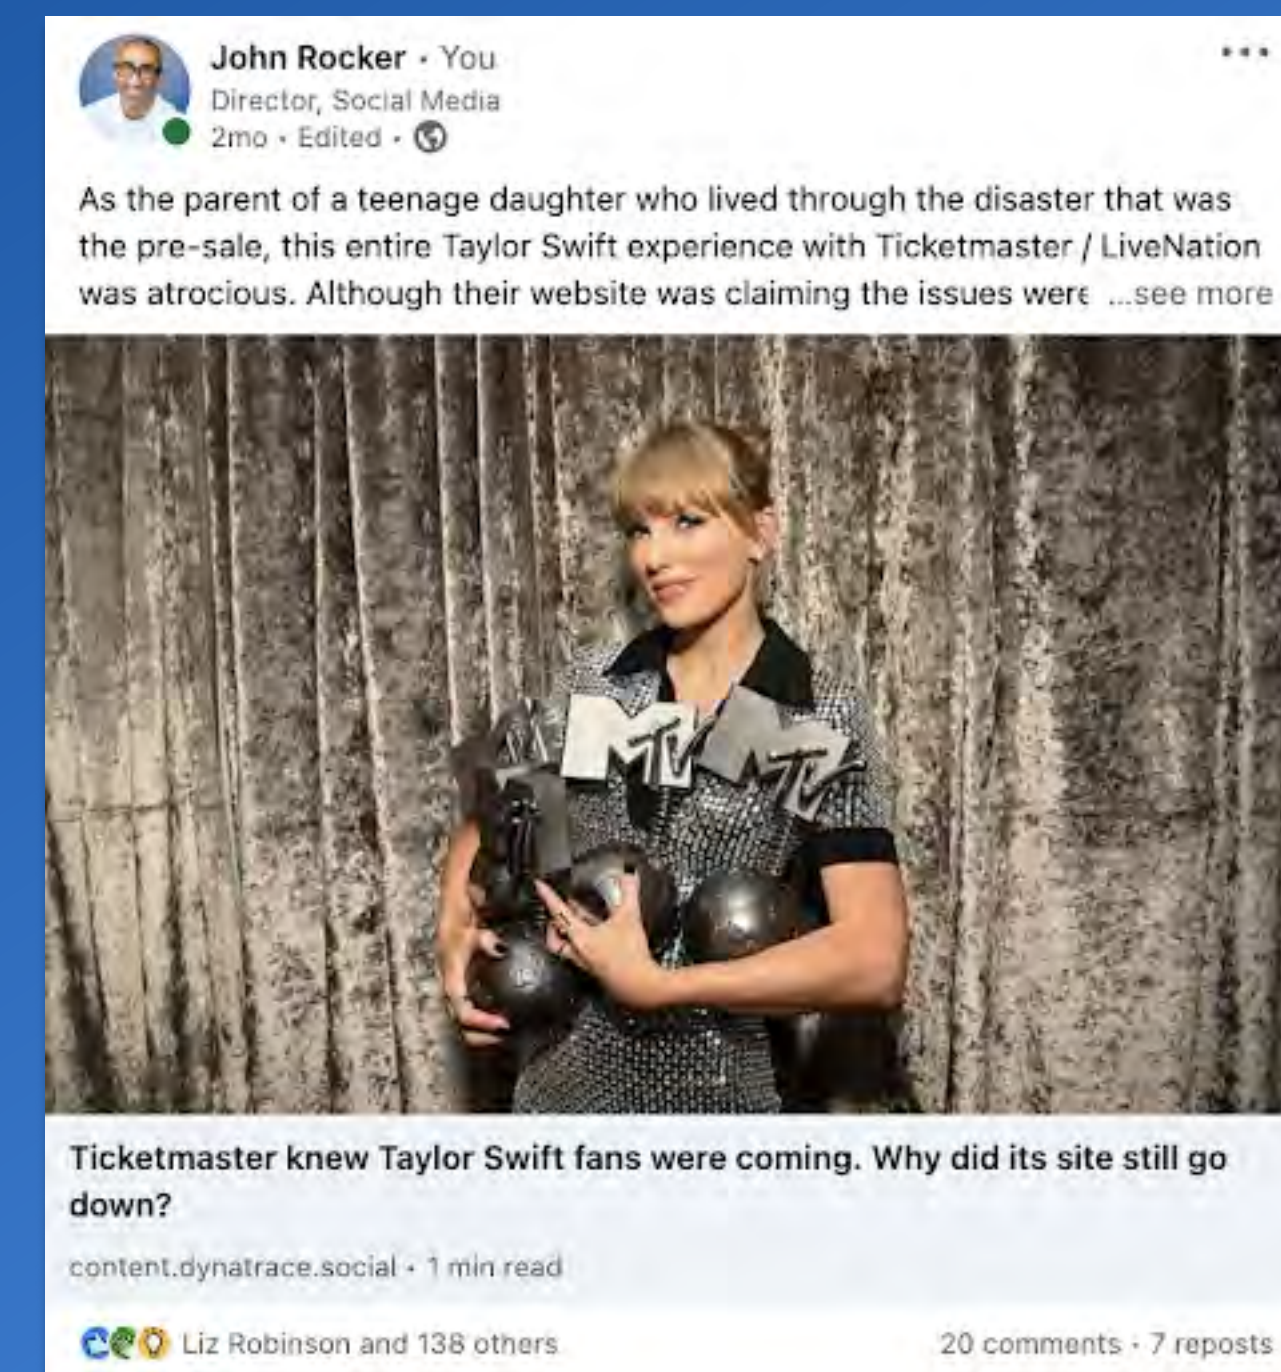 John Rocker • You
Director, Social Media
2mo • Edited •
As the parent of a teenage daughter who lived through the disaster that was
the pre-sale, this entire Taylor Swift experience with Ticketmaster / LiveNation
was atrocious. Although their website was claiming the issues were ...see more
MTV MTV
Ticketmaster knew Taylor Swift fans were coming. Why did its site still go
down?
content.dynatrace.social • 1 min read
Liz Robinson and 138 others 20 comments • 7 reposts